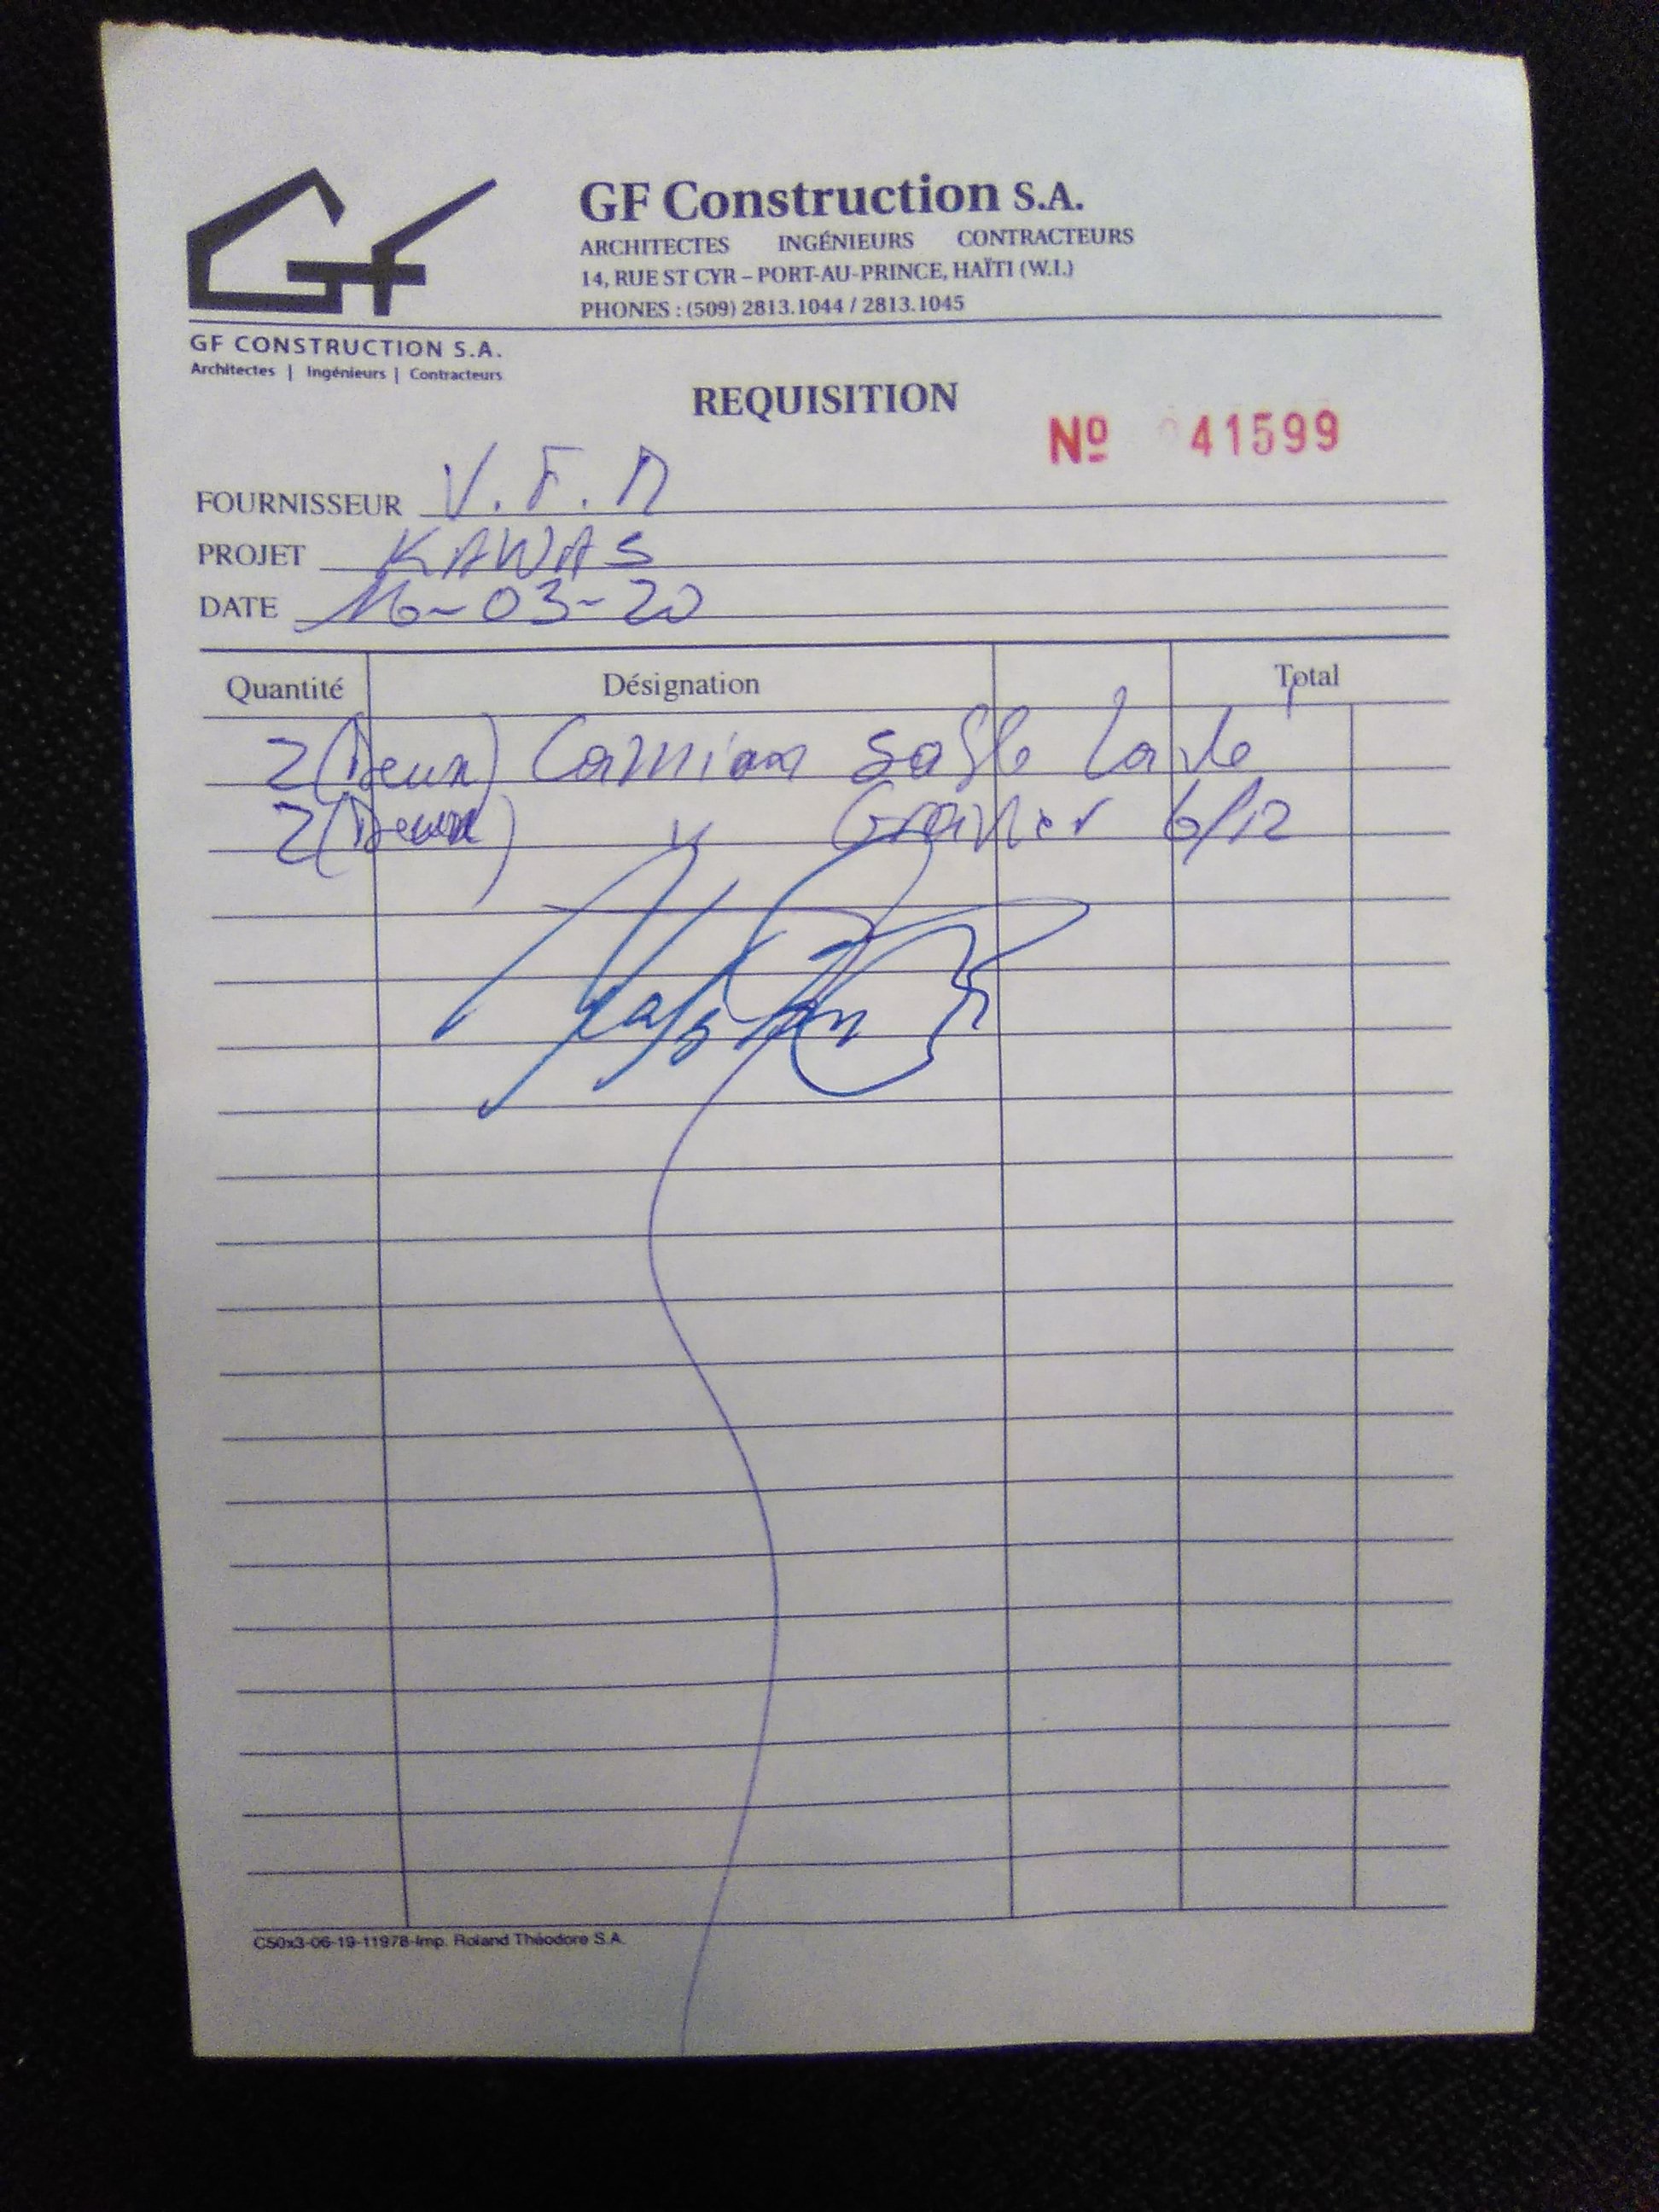 GF Construction S.A.
ARCHITECTES INGÉNIEURS CONTRACTEURS
14, RUE ST CYR – PORT-AU-PRINCE, HAÏTI (W.I.)
PHONES : (509) 2813.1044 / 2813.1045
GF CONSTRUCTION S.A.
Architectes | Ingénieurs | Contracteurs
REQUISITION
Nº 041599
FOURNISSEUR V.F.M
PROJET KAWAS
DATE 16-03-20
Quantité Désignation Total
2 (Deux) Camion Sable Lavé
2 (Deux) " Gravier 6/12
C50x3-06-19-11978-Imp. Roland Théodore S.A.